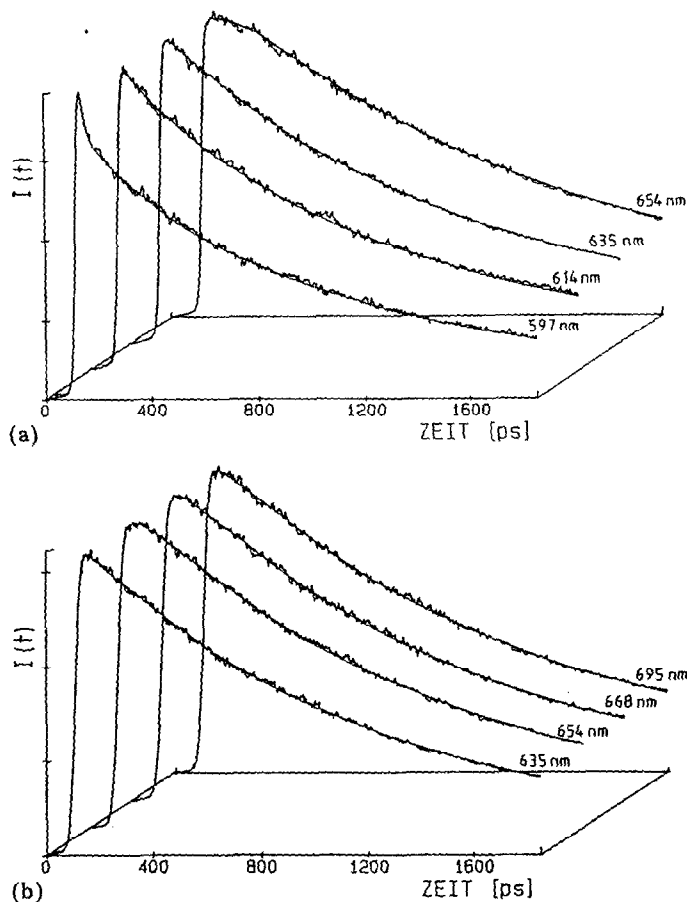 I(t)
654 nm
635 nm
614 nm
597 nm
0 400 800 1200 1600
ZEIT [ps]
(a)
I(t)
695 nm
668 nm
654 nm
635 nm
0 400 800 1200 1600
ZEIT [ps]
(b)